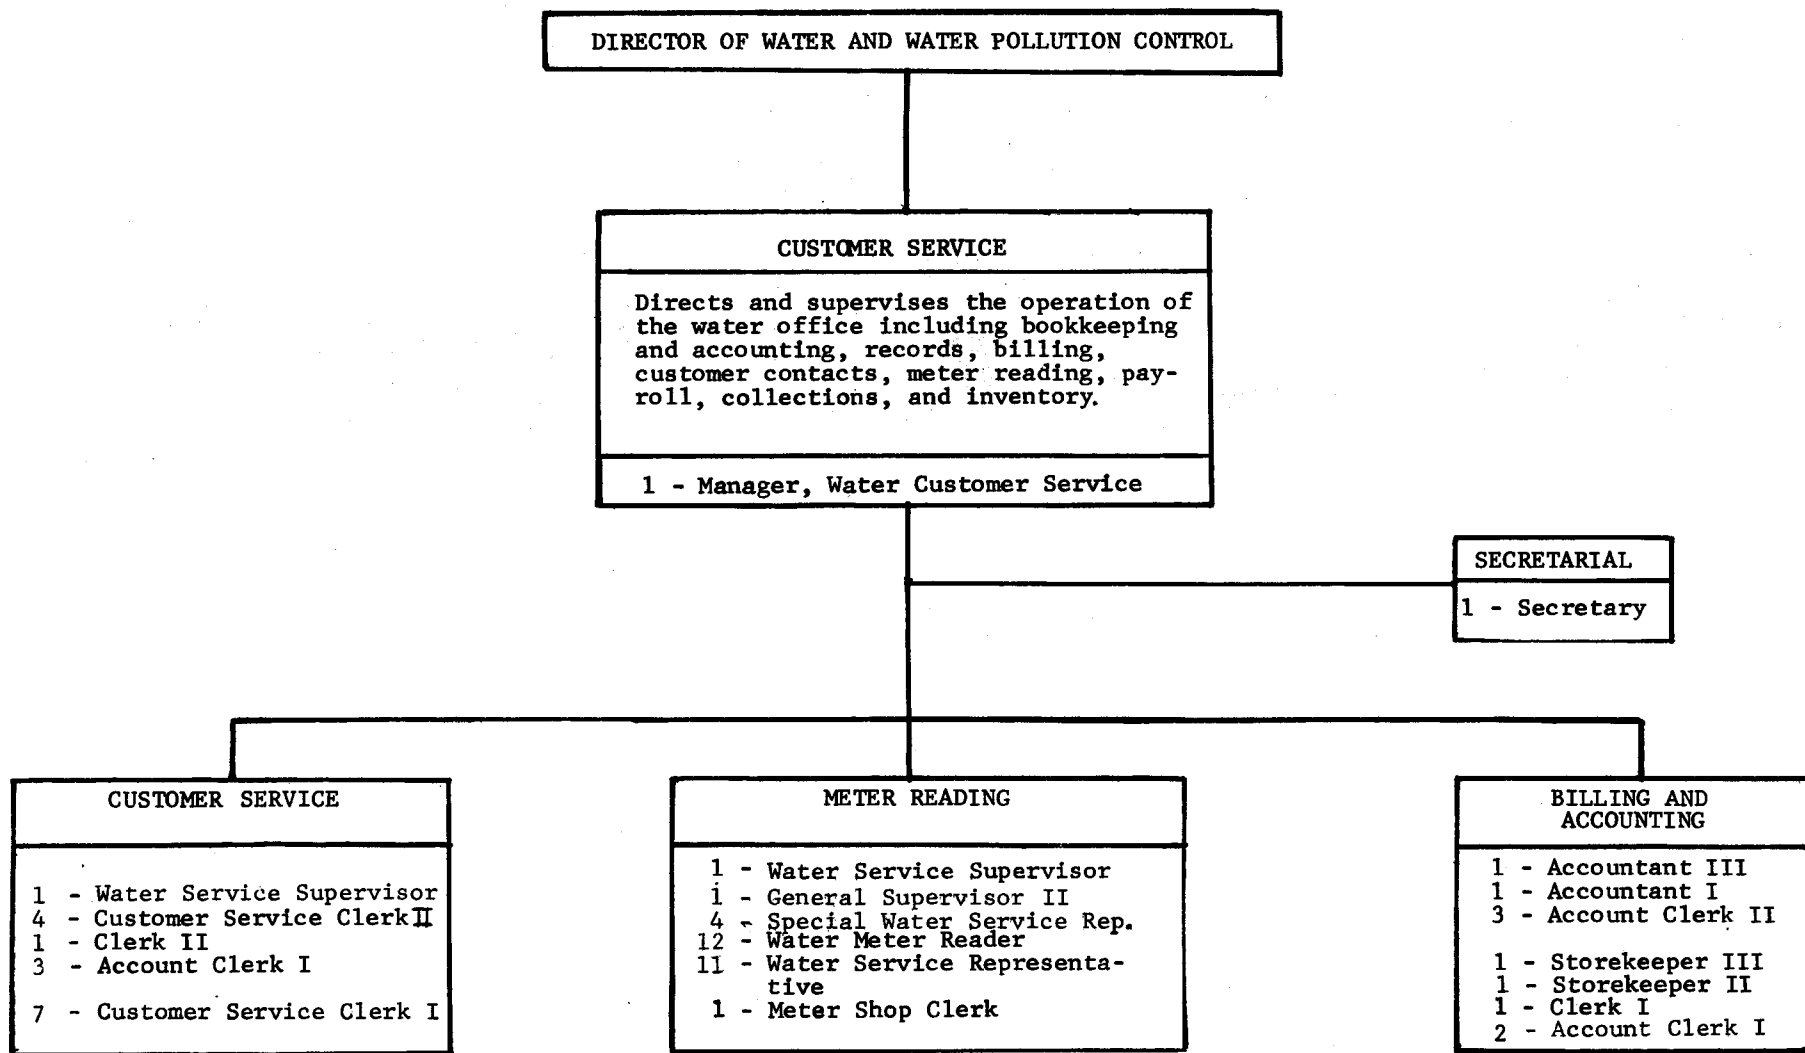 DIRECTOR OF WATER AND WATER POLLUTION CONTROL
CUSTOMER SERVICE
Directs and supervises the operation of
the water office including bookkeeping
and accounting, records, billing,
customer contacts, meter reading, pay-
roll, collections, and inventory.
1 - Manager, Water Customer Service
SECRETARIAL
1 - Secretary
CUSTOMER SERVICE
1 - Water Service Supervisor
4 - Customer Service Clerk II
1 - Clerk II
3 - Account Clerk I
7 - Customer Service Clerk I
METER READING
1 - Water Service Supervisor
1 - General Supervisor II
4 - Special Water Service Rep.
12 - Water Meter Reader
11 - Water Service Representa-
tive
1 - Meter Shop Clerk
BILLING AND
ACCOUNTING
1 - Accountant III
1 - Accountant I
3 - Account Clerk II
1 - Storekeeper III
1 - Storekeeper II
1 - Clerk I
2 - Account Clerk I